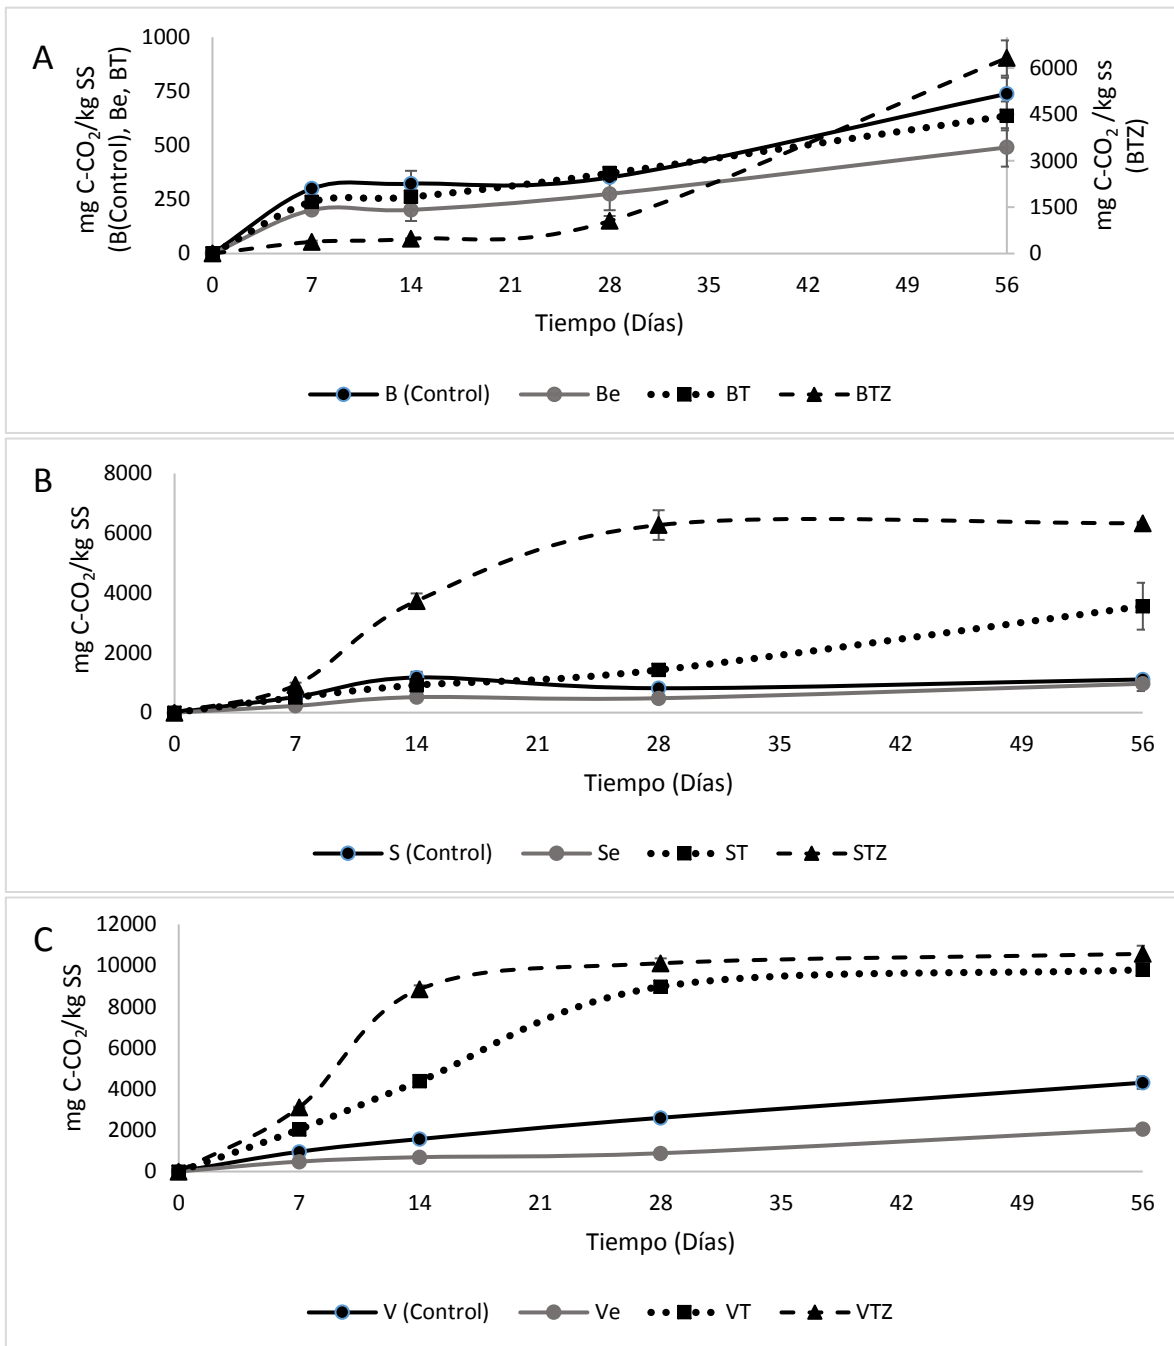 A
mg C-CO₂/kg SS
(B(Control), Be, BT)
1000
750
500
250
0
6000
4500
3000
1500
0
mg C-CO₂ /kg ss
(BTZ)
0 7 14 21 28 35 42 49 56
Tiempo (Días)
B (Control) Be BT BTZ
B
mg C-CO₂/kg SS
8000
6000
4000
2000
0
0 7 14 21 28 35 42 49 56
Tiempo (Días)
S (Control) Se ST STZ
C
mg C-CO₂/kg SS
12000
10000
8000
6000
4000
2000
0
0 7 14 21 28 35 42 49 56
Tiempo (Días)
V (Control) Ve VT VTZ